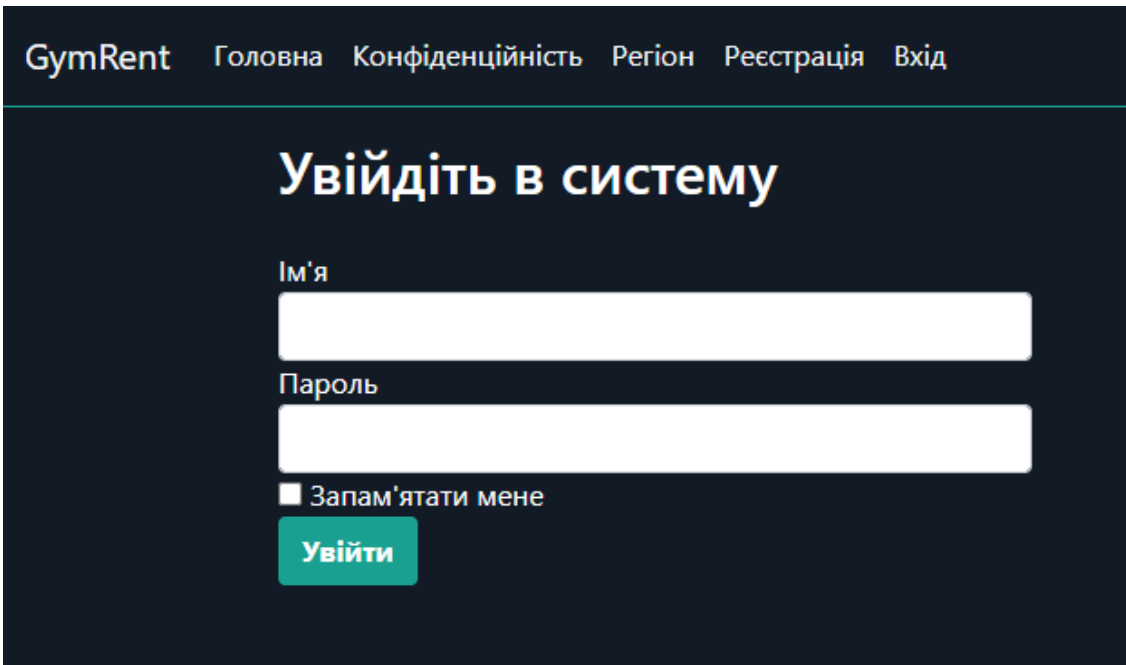 GymRent Головна Конфіденційність Регіон Реєстрація Вхід
Увійдіть в систему
Ім'я
Пароль
Запам'ятати мене
Увійти